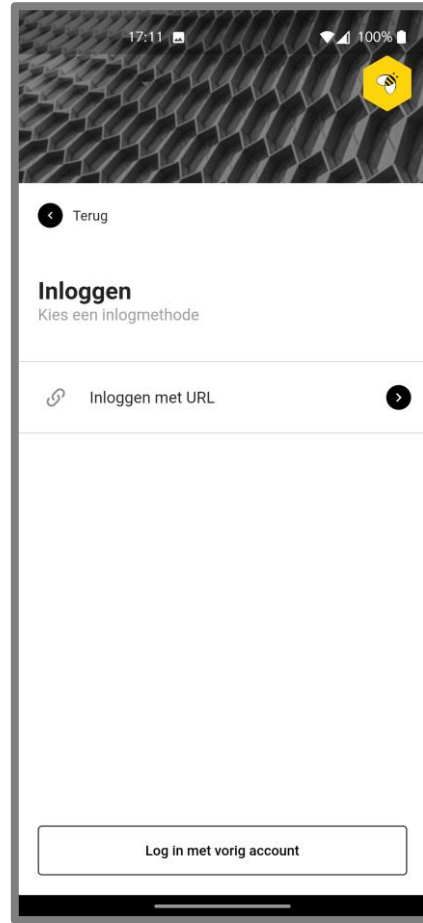 17:11 100%
Terug
Inloggen
Kies een inlogmethode
Inloggen met URL
Log in met vorig account